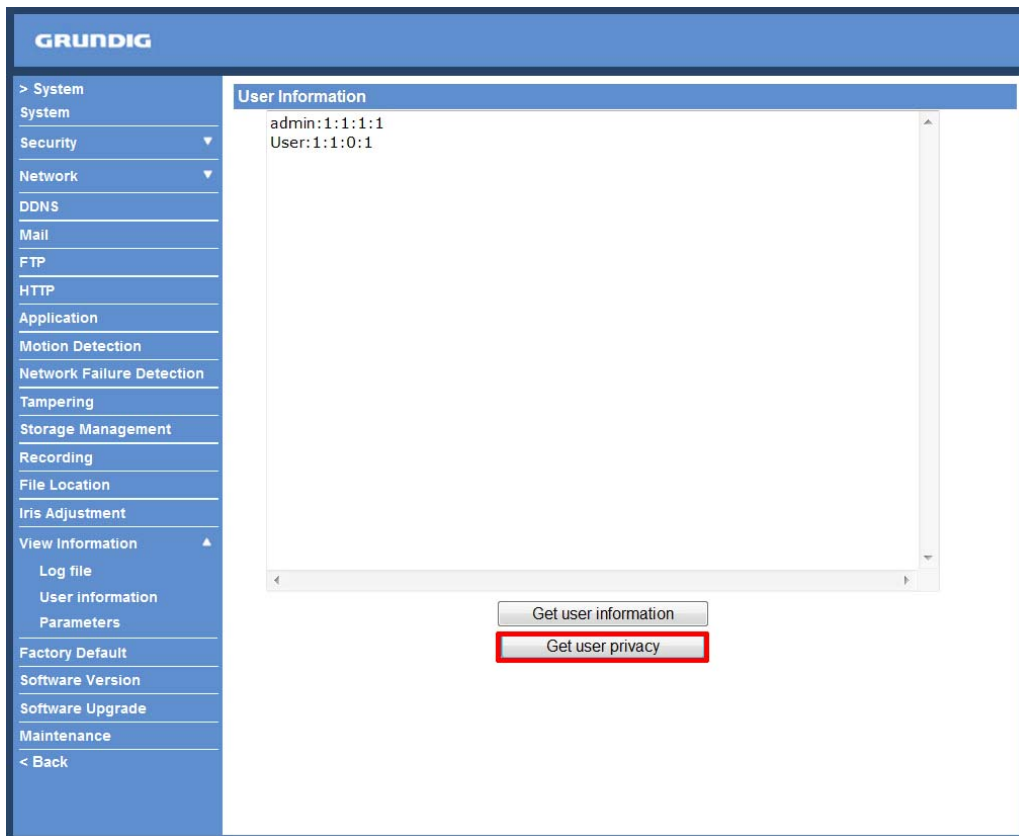 GRUNDIG
> System
System
Security
Network
DDNS
Mail
FTP
HTTP
Application
Motion Detection
Network Failure Detection
Tampering
Storage Management
Recording
File Location
Iris Adjustment
View Information
Log file
User information
Parameters
Factory Default
Software Version
Software Upgrade
Maintenance
< Back
User Information
admin:1:1:1:1
User:1:1:0:1
Get user information
Get user privacy